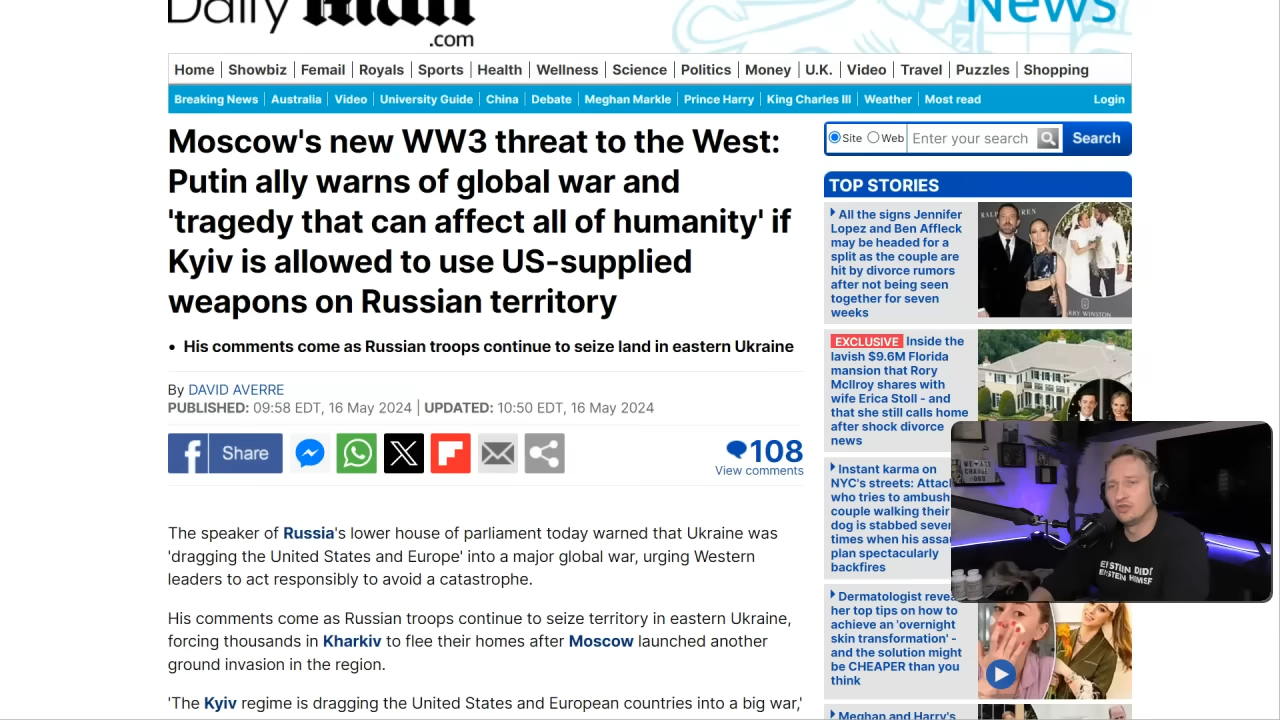 Daily Mail
.com
News
Home Showbiz Femail Royals Sports Health Wellness Science Politics Money U.K. Video Travel Puzzles Shopping
Breaking News Australia Video University Guide China Debate Meghan Markle Prince Harry King Charles III Weather Most read Login
Moscow's new WW3 threat to the West:
Putin ally warns of global war and
'tragedy that can affect all of humanity' if
Kyiv is allowed to use US-supplied
weapons on Russian territory
• His comments come as Russian troops continue to seize land in eastern Ukraine
By DAVID AVERRE
PUBLISHED: 09:58 EDT, 16 May 2024 | UPDATED: 10:50 EDT, 16 May 2024
Share
108
View comments
The speaker of Russia's lower house of parliament today warned that Ukraine was
'dragging the United States and Europe' into a major global war, urging Western
leaders to act responsibly to avoid a catastrophe.
His comments come as Russian troops continue to seize territory in eastern Ukraine,
forcing thousands in Kharkiv to flee their homes after Moscow launched another
ground invasion in the region.
'The Kyiv regime is dragging the United States and European countries into a big war,'
Site Web Enter your search Search
TOP STORIES
All the signs Jennifer
Lopez and Ben Affleck
may be headed for a
split as the couple are
hit by divorce rumors
after not being seen
together for seven
weeks
EXCLUSIVE Inside the
lavish $9.6M Florida
mansion that Rory
McIlroy shares with
wife Erica Stoll - and
that she still calls home
after shock divorce
news
Instant karma on
NYC's streets: Attac
who tries to ambush
couple walking their
dog is stabbed sever
times when his assa
plan spectacularly
backfires
Dermatologist revea
her top tips on how to
achieve an 'overnight
skin transformation' -
and the solution might
be CHEAPER than you
think
Meghan and Harry's
WE ARE
CHANGE